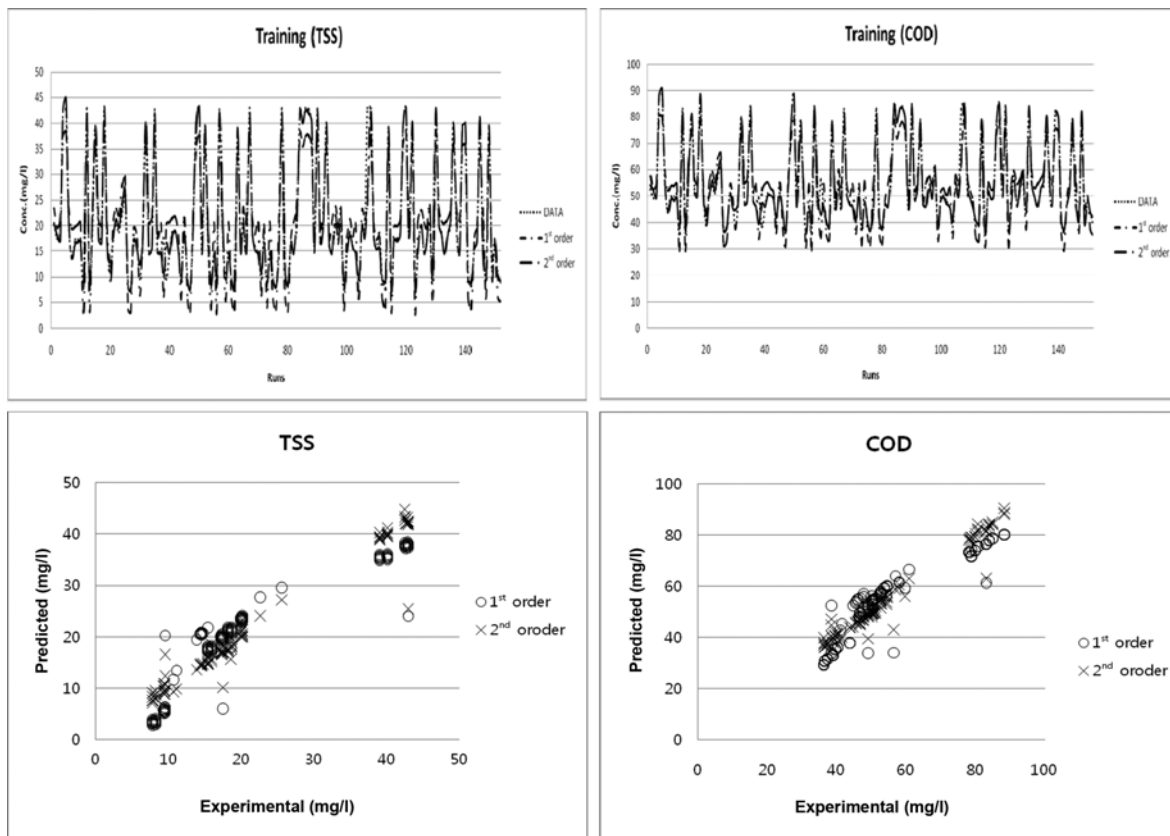 Training (TSS)
50
45
40
35
30
25
20
15
10
5
0
Conc.(mg/l)
0 20 40 60 80 100 120 140
Runs
DATA
1st order
2nd order
Training (COD)
100
90
80
70
60
50
40
30
20
10
0
Conc.(mg/l)
0 20 40 60 80 100 120 140
Runs
DATA
1st order
2nd order
TSS
50
40
30
20
10
0
Predicted (mg/l)
0 10 20 30 40 50
Experimental (mg/l)
1st order
2nd oroder
COD
100
80
60
40
20
0
Predicted (mg/l)
0 20 40 60 80 100
Experimental (mg/l)
1st order
2nd oroder